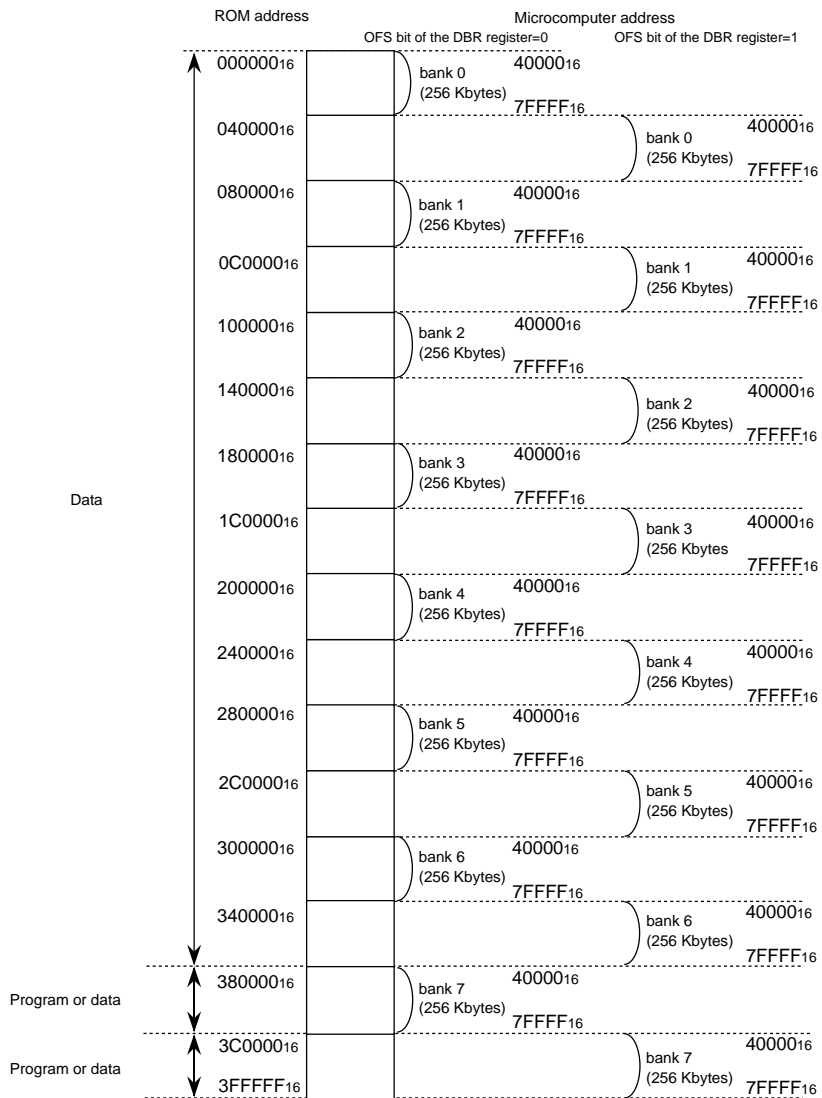 ROM address
Microcomputer address
OFS bit of the DBR register=0
OFS bit of the DBR register=1
00000016
bank 0
(256 Kbytes)
4000016
7FFFF16
04000016
bank 0
(256 Kbytes)
4000016
7FFFF16
08000016
bank 1
(256 Kbytes)
4000016
7FFFF16
0C000016
bank 1
(256 Kbytes)
4000016
7FFFF16
10000016
bank 2
(256 Kbytes)
4000016
7FFFF16
14000016
bank 2
(256 Kbytes)
4000016
7FFFF16
18000016
bank 3
(256 Kbytes)
4000016
7FFFF16
Data
1C000016
bank 3
(256 Kbytes
4000016
7FFFF16
20000016
bank 4
(256 Kbytes)
4000016
7FFFF16
24000016
bank 4
(256 Kbytes)
4000016
7FFFF16
28000016
bank 5
(256 Kbytes)
4000016
7FFFF16
2C000016
bank 5
(256 Kbytes)
4000016
7FFFF16
30000016
bank 6
(256 Kbytes)
4000016
7FFFF16
34000016
bank 6
(256 Kbytes)
4000016
7FFFF16
Program or data
38000016
bank 7
(256 Kbytes)
4000016
7FFFF16
Program or data
3C000016
3FFFFF16
bank 7
(256 Kbytes)
4000016
7FFFF16